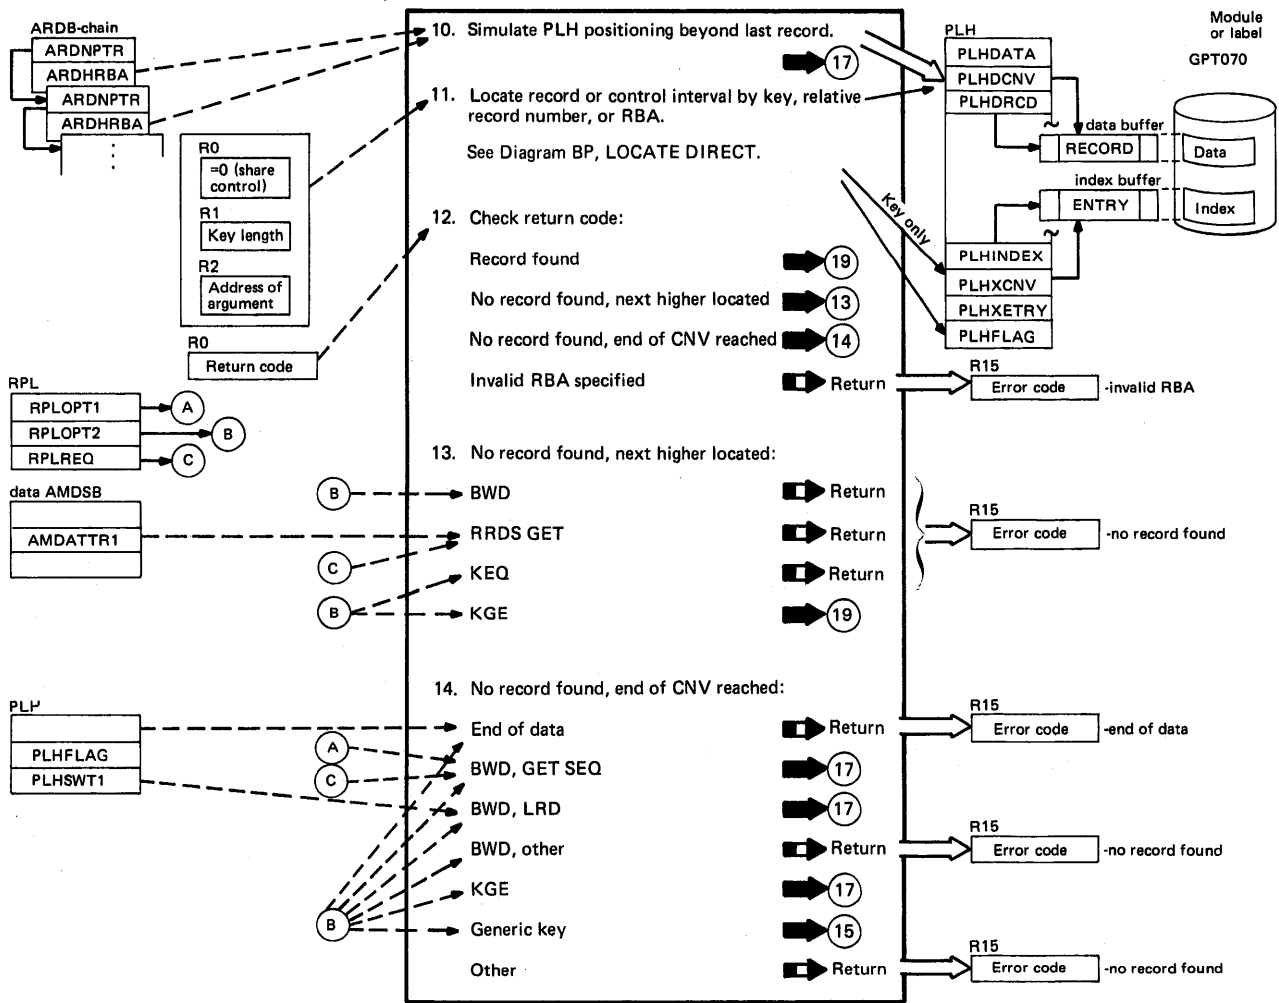 ARDB-chain
ARDNPTR
ARDHRBA
ARDNPTR
ARDHRBA
R0
=0 (share
control)
R1
Key length
R2
Address of
argument
R0
Return code
RPL
RPLOPT1
A
RPLOPT2
B
RPLREQ
C
data AMDSB
AMDATTR1
B
C
B
PLH
PLHFLAG
PLHSWT1
A
C
B
10. Simulate PLH positioning beyond last record.
17
11. Locate record or control interval by key, relative
record number, or RBA.
See Diagram BP, LOCATE DIRECT.
12. Check return code:
Record found
19
No record found, next higher located
13
No record found, end of CNV reached
14
Invalid RBA specified
Return
13. No record found, next higher located:
BWD
Return
RRDS GET
Return
KEQ
Return
KGE
19
14. No record found, end of CNV reached:
End of data
Return
BWD, GET SEQ
17
BWD, LRD
17
BWD, other
Return
KGE
17
Generic key
15
Other
Return
PLH
PLHDATA
PLHDCNV
PLHDRCD
Module
or label
GPT070
data buffer
RECORD
Data
index buffer
ENTRY
Index
Key only
PLHINDEX
PLHXCNV
PLHXETRY
PLHFLAG
R15
Error code
-invalid RBA
R15
Error code
-no record found
R15
Error code
-end of data
R15
Error code
-no record found
R15
Error code
-no record found